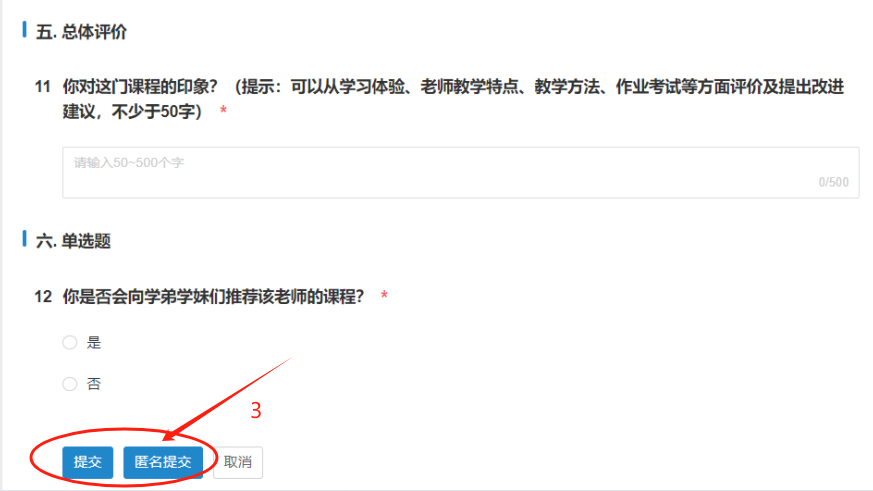 五. 总体评价
11 你对这门课程的印象？（提示：可以从学习体验、老师教学特点、教学方法、作业考试等方面评价及提出改进
建议，不少于50字） *
请输入50~500个字
0/500
六. 单选题
12 你是否会向学弟学妹们推荐该老师的课程？ *
是
否
3
提交 匿名提交 取消